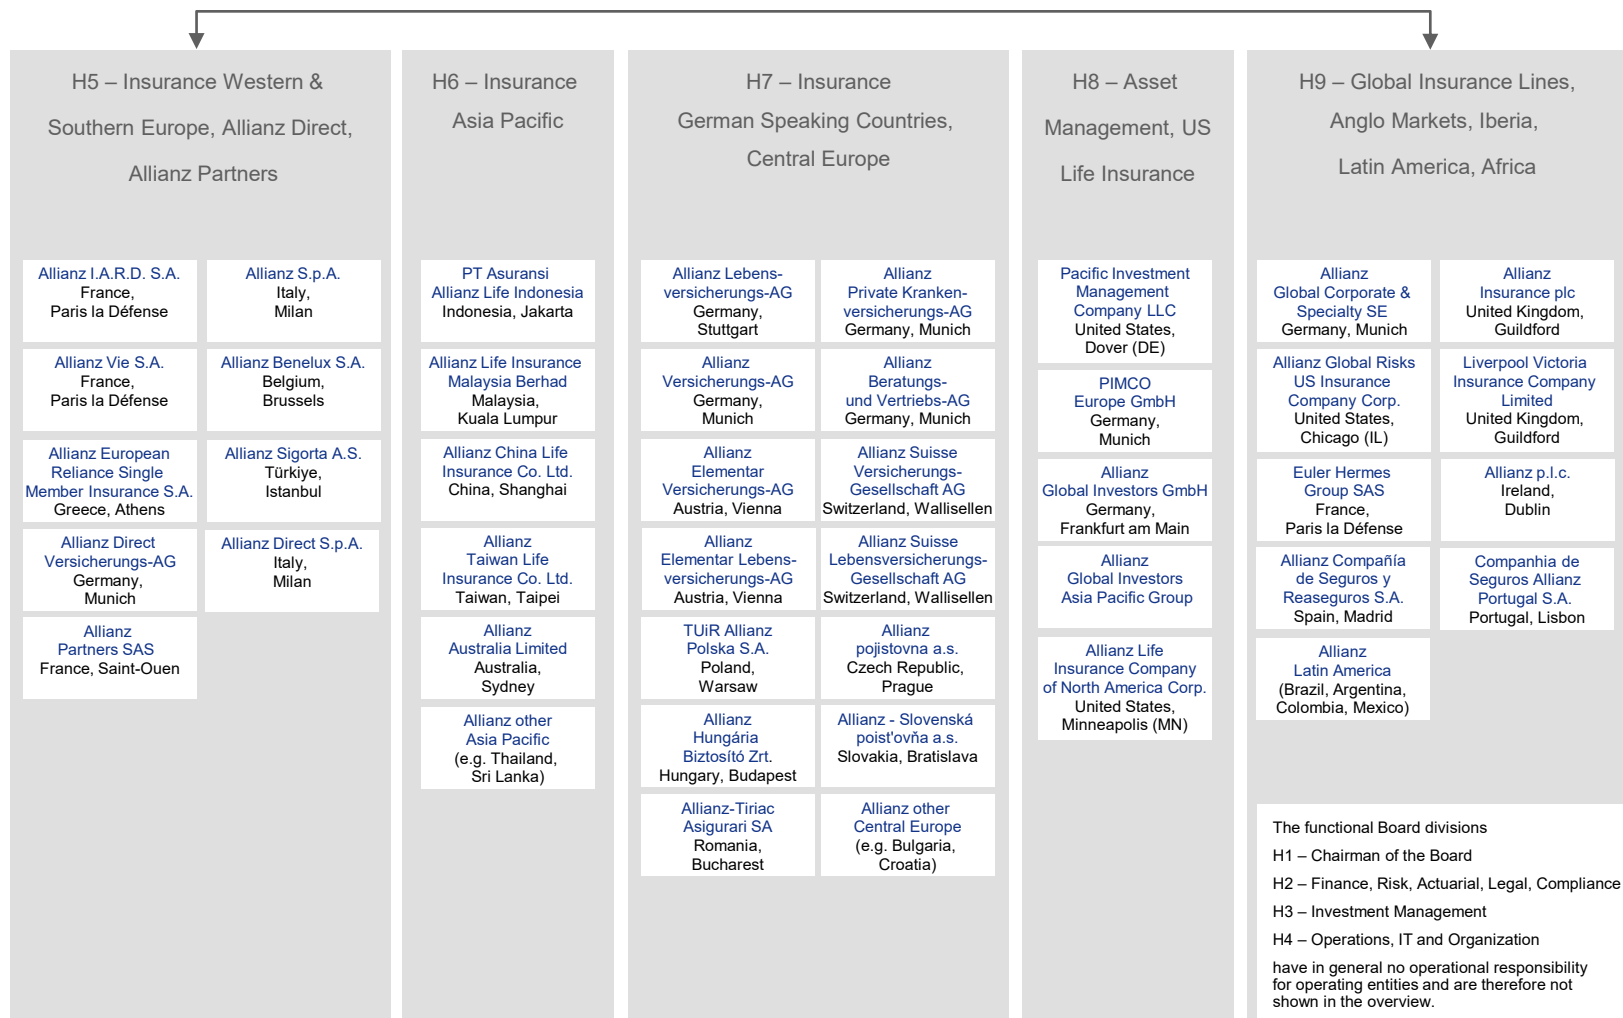 H5 – Insurance Western &
Southern Europe, Allianz Direct,
Allianz Partners
Allianz I.A.R.D. S.A.
France,
Paris la Défense
Allianz S.p.A.
Italy,
Milan
Allianz Vie S.A.
France,
Paris la Défense
Allianz Benelux S.A.
Belgium,
Brussels
Allianz European
Reliance Single
Member Insurance S.A.
Greece, Athens
Allianz Sigorta A.S.
Türkiye,
Istanbul
Allianz Direct
Versicherungs-AG
Germany,
Munich
Allianz Direct S.p.A.
Italy,
Milan
Allianz
Partners SAS
France, Saint-Ouen
H6 – Insurance
Asia Pacific
PT Asuransi
Allianz Life Indonesia
Indonesia, Jakarta
Allianz Life Insurance
Malaysia Berhad
Malaysia,
Kuala Lumpur
Allianz China Life
Insurance Co. Ltd.
China, Shanghai
Allianz
Taiwan Life
Insurance Co. Ltd.
Taiwan, Taipei
Allianz
Australia Limited
Australia,
Sydney
Allianz other
Asia Pacific
(e.g. Thailand,
Sri Lanka)
H7 – Insurance
German Speaking Countries,
Central Europe
Allianz Lebens-
versicherungs-AG
Germany,
Stuttgart
Allianz
Private Kranken-
versicherungs-AG
Germany, Munich
Allianz
Versicherungs-AG
Germany,
Munich
Allianz
Beratungs-
und Vertriebs-AG
Germany, Munich
Allianz
Elementar
Versicherungs-AG
Austria, Vienna
Allianz Suisse
Versicherungs-
Gesellschaft AG
Switzerland, Wallisellen
Allianz
Elementar Lebens-
versicherungs-AG
Austria, Vienna
Allianz Suisse
Lebensversicherungs-
Gesellschaft AG
Switzerland, Wallisellen
TUiR Allianz
Polska S.A.
Poland,
Warsaw
Allianz
pojistovna a.s.
Czech Republic,
Prague
Allianz
Hungária
Biztosító Zrt.
Hungary, Budapest
Allianz - Slovenská
poist'ovňa a.s.
Slovakia, Bratislava
Allianz-Tiriac
Asigurari SA
Romania,
Bucharest
Allianz other
Central Europe
(e.g. Bulgaria,
Croatia)
H8 – Asset
Management, US
Life Insurance
Pacific Investment
Management
Company LLC
United States,
Dover (DE)
PIMCO
Europe GmbH
Germany,
Munich
Allianz
Global Investors GmbH
Germany,
Frankfurt am Main
Allianz
Global Investors
Asia Pacific Group
Allianz Life
Insurance Company
of North America Corp.
United States,
Minneapolis (MN)
H9 – Global Insurance Lines,
Anglo Markets, Iberia,
Latin America, Africa
Allianz
Global Corporate &
Specialty SE
Germany, Munich
Allianz
Insurance plc
United Kingdom,
Guildford
Allianz Global Risks
US Insurance
Company Corp.
United States,
Chicago (IL)
Liverpool Victoria
Insurance Company
Limited
United Kingdom,
Guildford
Euler Hermes
Group SAS
France,
Paris la Défense
Allianz p.l.c.
Ireland,
Dublin
Allianz Compañía
de Seguros y
Reaseguros S.A.
Spain, Madrid
Companhia de
Seguros Allianz
Portugal S.A.
Portugal, Lisbon
Allianz
Latin America
(Brazil, Argentina,
Colombia, Mexico)
The functional Board divisions
H1 – Chairman of the Board
H2 – Finance, Risk, Actuarial, Legal, Compliance
H3 – Investment Management
H4 – Operations, IT and Organization
have in general no operational responsibility
for operating entities and are therefore not
shown in the overview.